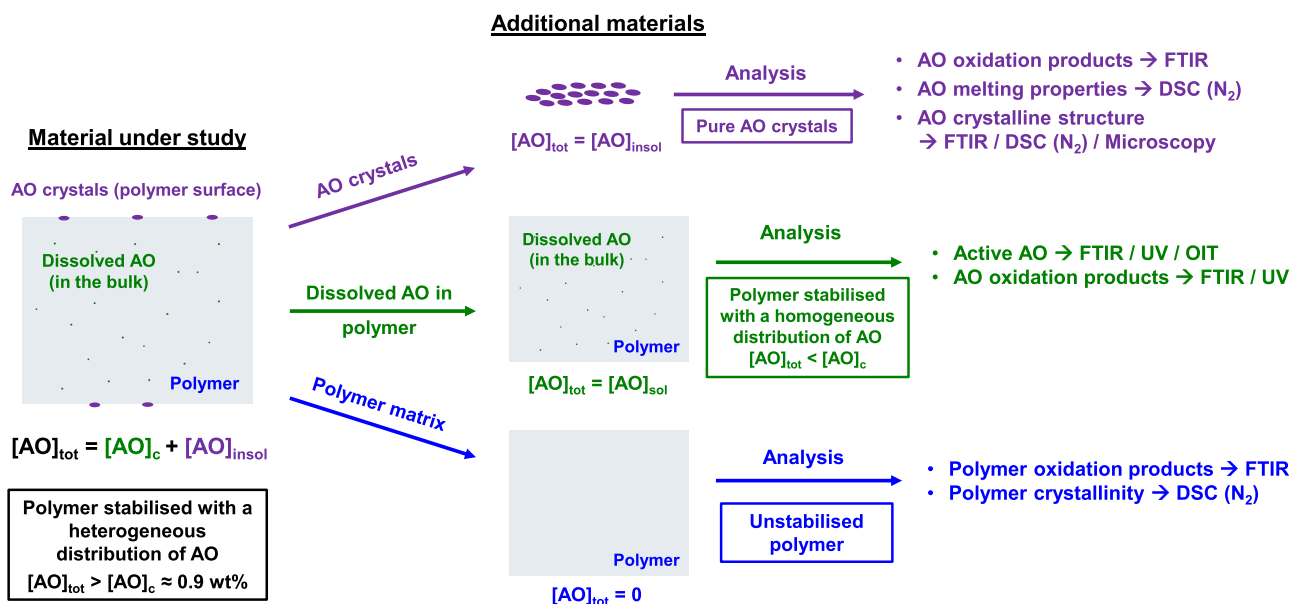 Additional materials
Material under study
AO crystals (polymer surface)
Dissolved AO
(in the bulk)
Polymer
[AO]tot = [AO]c + [AO]insol
Polymer stabilised with a
heterogeneous
distribution of AO
[AO]tot > [AO]c ≈ 0.9 wt%
AO crystals
[AO]tot = [AO]insol
Analysis
Pure AO crystals
• AO oxidation products → FTIR
• AO melting properties → DSC (N2)
• AO crystalline structure
→ FTIR / DSC (N2) / Microscopy
Dissolved AO in
polymer
Dissolved AO
(in the bulk)
Polymer
[AO]tot = [AO]sol
Analysis
Polymer stabilised
with a homogeneous
distribution of AO
[AO]tot < [AO]c
• Active AO → FTIR / UV / OIT
• AO oxidation products → FTIR / UV
Polymer matrix
Polymer
[AO]tot = 0
Analysis
Unstabilised
polymer
• Polymer oxidation products → FTIR
• Polymer crystallinity → DSC (N2)